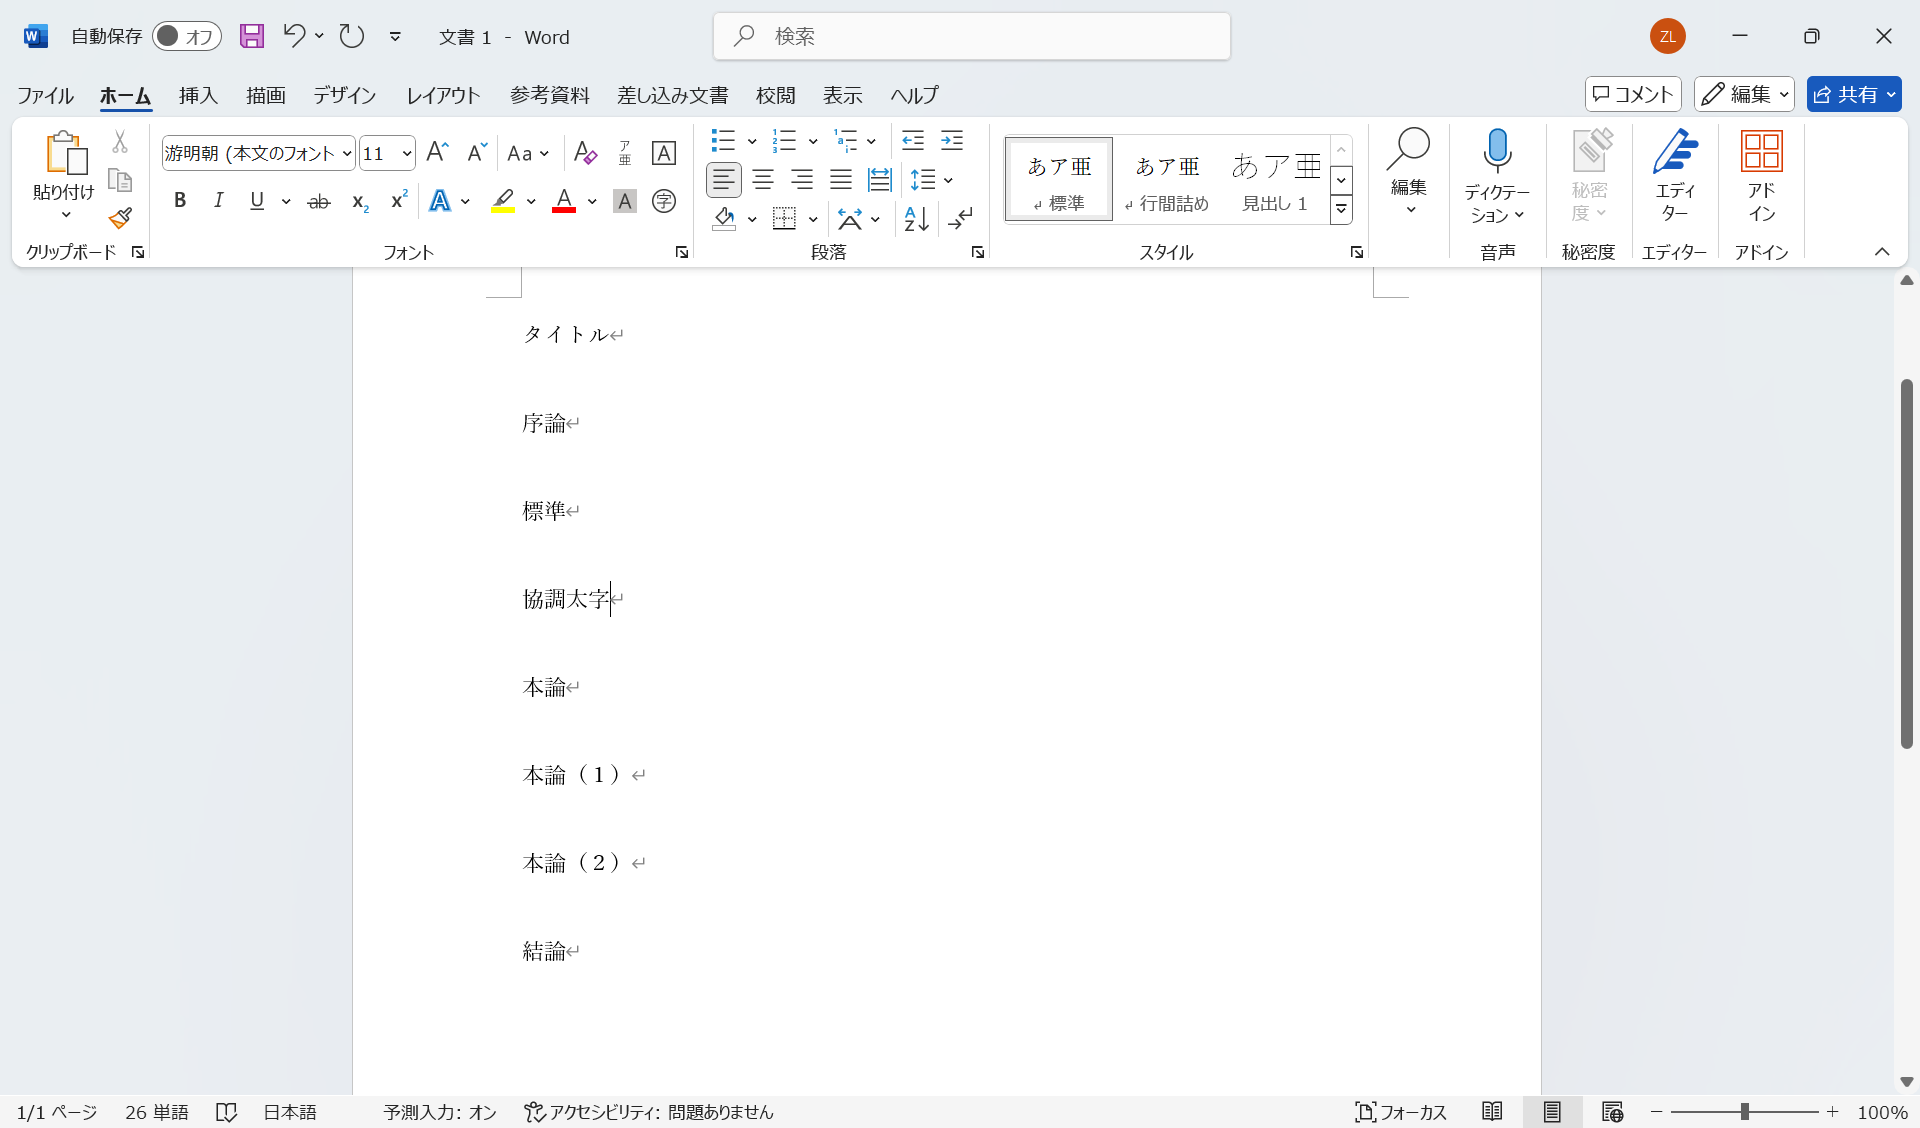 自動保存 オフ 文書 1 - Word 検索 ZL
ファイル ホーム 挿入 描画 デザイン レイアウト 参考資料 差し込み文書 校閲 表示 ヘルプ コメント 編集 共有
貼り付け
クリップボード
游明朝 (本文のフォント 11 Aa ア亜 A
B I U ab x₂ x² A A A 字
フォント
段落
あア亜 あア亜 あア亜
↲ 標準 ↲ 行間詰め 見出し 1
スタイル
編集
ディクテー
ション
音声
秘密
度
秘密度
エディ
ター
エディター
アド
イン
アドイン
タイトル↵
序論↵
標準↵
協調太字↵
本論↵
本論（１）↵
本論（２）↵
結論↵
1/1 ページ 26 単語 日本語 予測入力: オン アクセシビリティ: 問題ありません フォーカス 100%